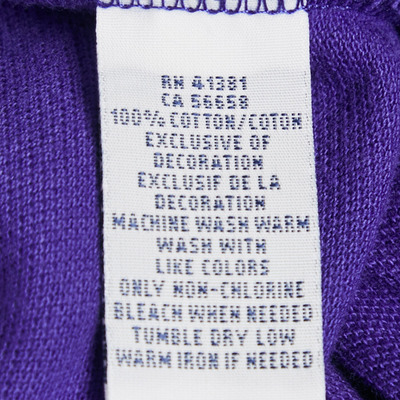 RN 41381
CA 56658
100% COTTON/COTON
EXCLUSIVE OF
DECORATION
EXCLUSIF DE LA
DECORATION
MACHINE WASH WARM
WASH WITH
LIKE COLORS
ONLY NON-CHLORINE
BLEACH WHEN NEEDED
TUMBLE DRY LOW
WARM IRON IF NEEDED